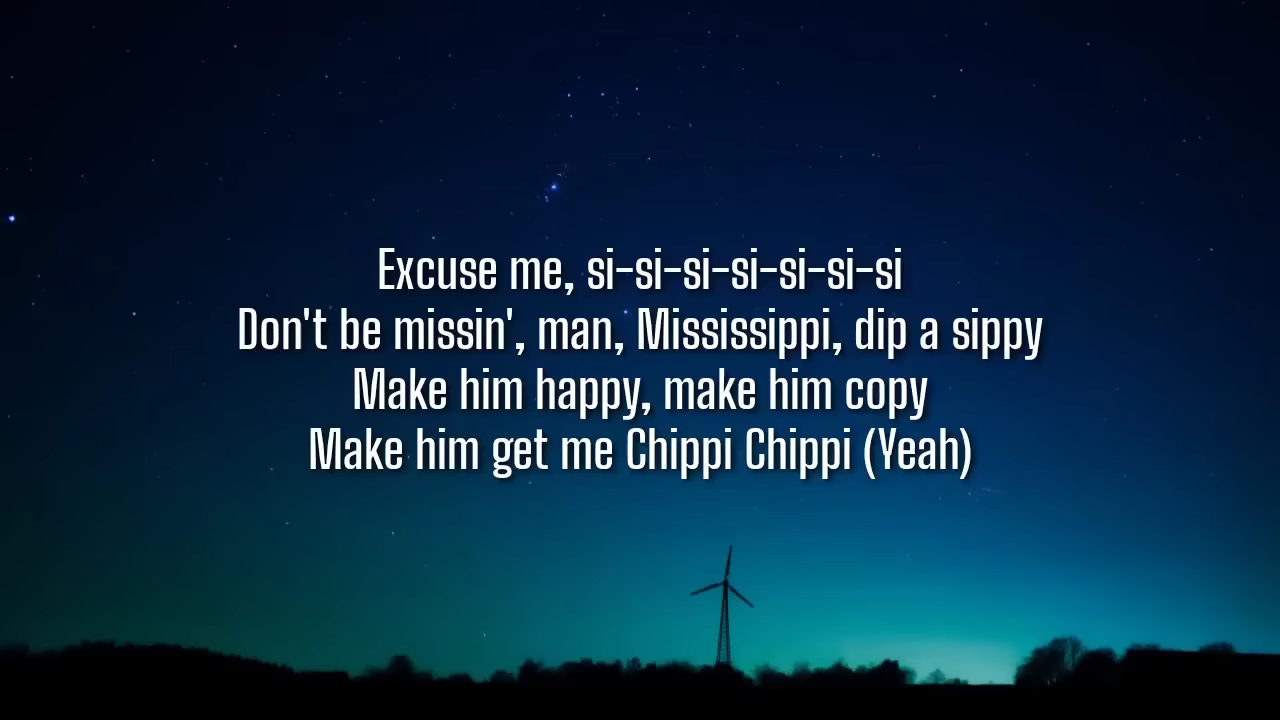 Excuse me, si-si-si-si-si-si-si
Don't be missin', man, Mississippi, dip a sippy
Make him happy, make him copy
Make him get me Chippi Chippi (Yeah)